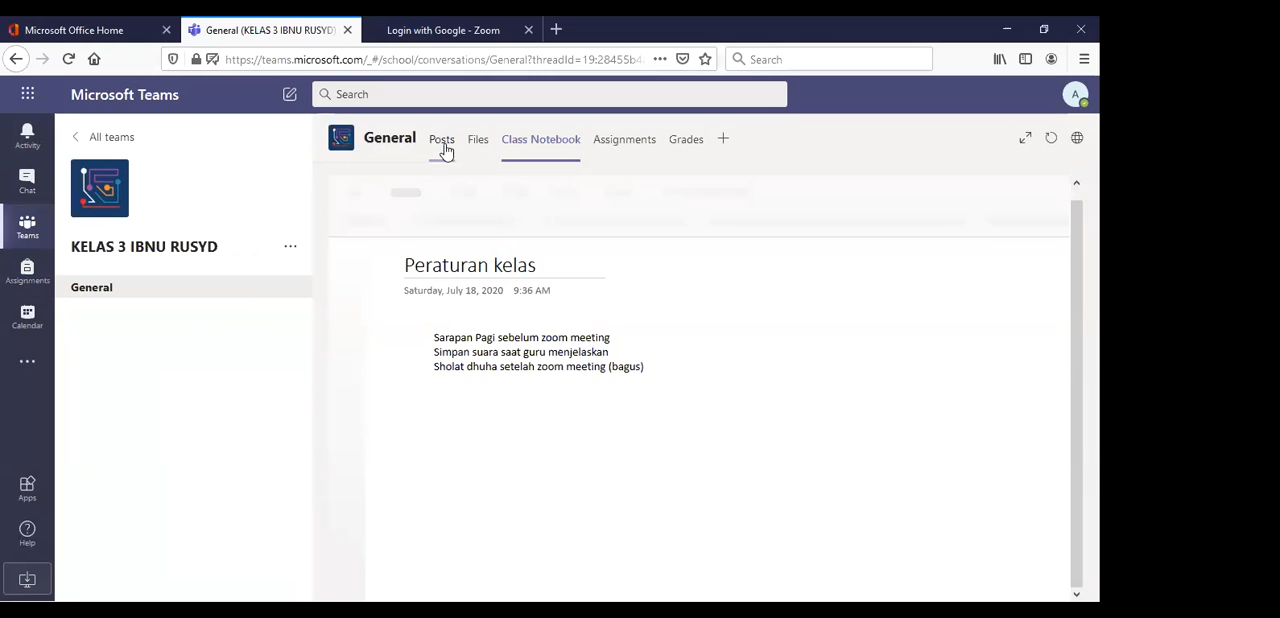 Microsoft Office Home
General (KELAS 3 IBNU RUSYD)
Login with Google - Zoom
https://teams.microsoft.com/_#/school/conversations/General?threadId=19:28455b4
Search
Microsoft Teams
Search
A
Activity
Chat
Teams
Assignments
Calendar
Apps
Help
All teams
KELAS 3 IBNU RUSYD
General
General Posts Files Class Notebook Assignments Grades
Peraturan kelas
Saturday, July 18, 2020 9:36 AM
Sarapan Pagi sebelum zoom meeting
Simpan suara saat guru menjelaskan
Sholat dhuha setelah zoom meeting (bagus)